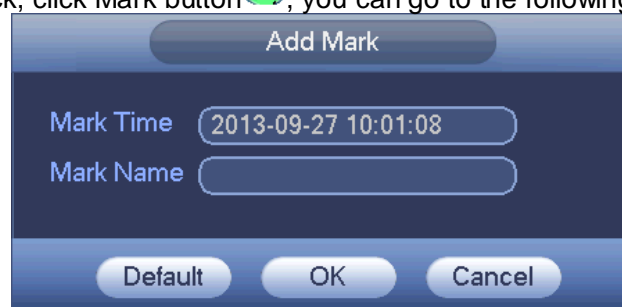 click Mark button , you can go to the following
Add Mark
Mark Time 2013-09-27 10:01:08
Mark Name
Default OK Cancel